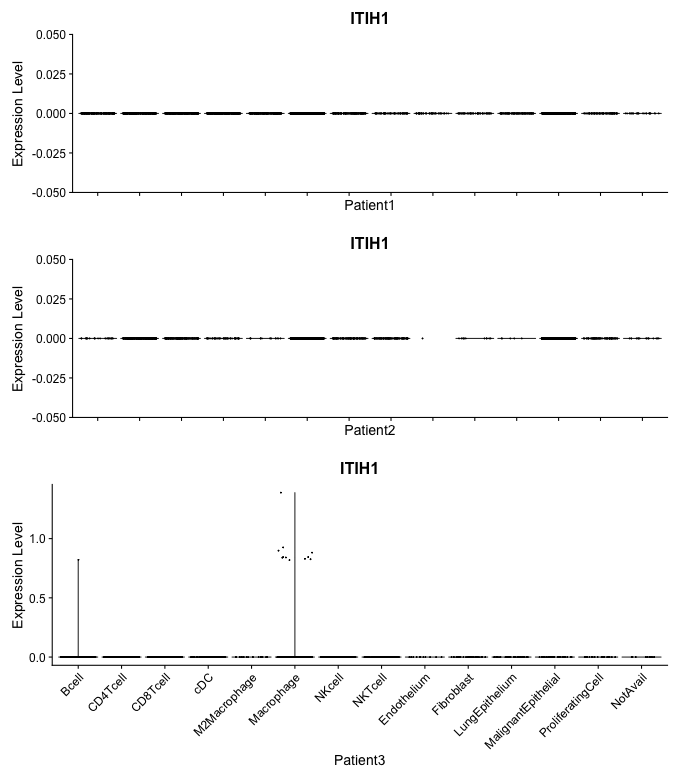 ITIH1
Expression Level
0.050
0.025
0.000
-0.025
-0.050
Patient1
ITIH1
Expression Level
0.050
0.025
0.000
-0.025
-0.050
Patient2
ITIH1
Expression Level
1.0
0.5
0.0
Bcell
CD4Tcell
CD8Tcell
cDC
M2Macrophage
Macrophage
NKcell
NKTcell
Endothelium
Fibroblast
LungEpithelium
MalignantEpithelial
ProliferatingCell
NotAvail
Patient3